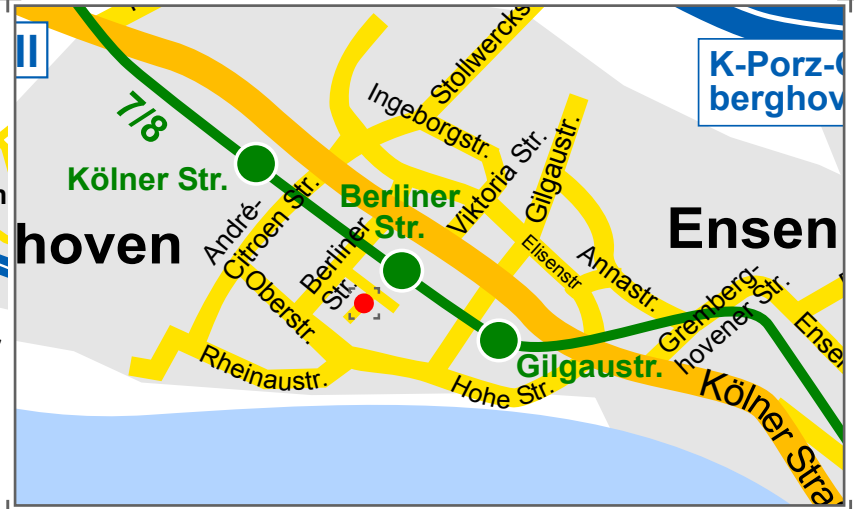 ll
K-Porz-G
berghov
7/8
Stollwercks
Ingeborgstr.
Kölner Str.
Viktoria Str.
Gilgaustr.
Berliner
Str.
André-
Citroen Str.
hoven
Ensen
Berliner
Str.
Elisenstr
Annastr.
Oberstr.
Gremberg-
hovener Str.
Ensen
Rheinaustr.
Gilgaustr.
Hohe Str.
Kölner Stra